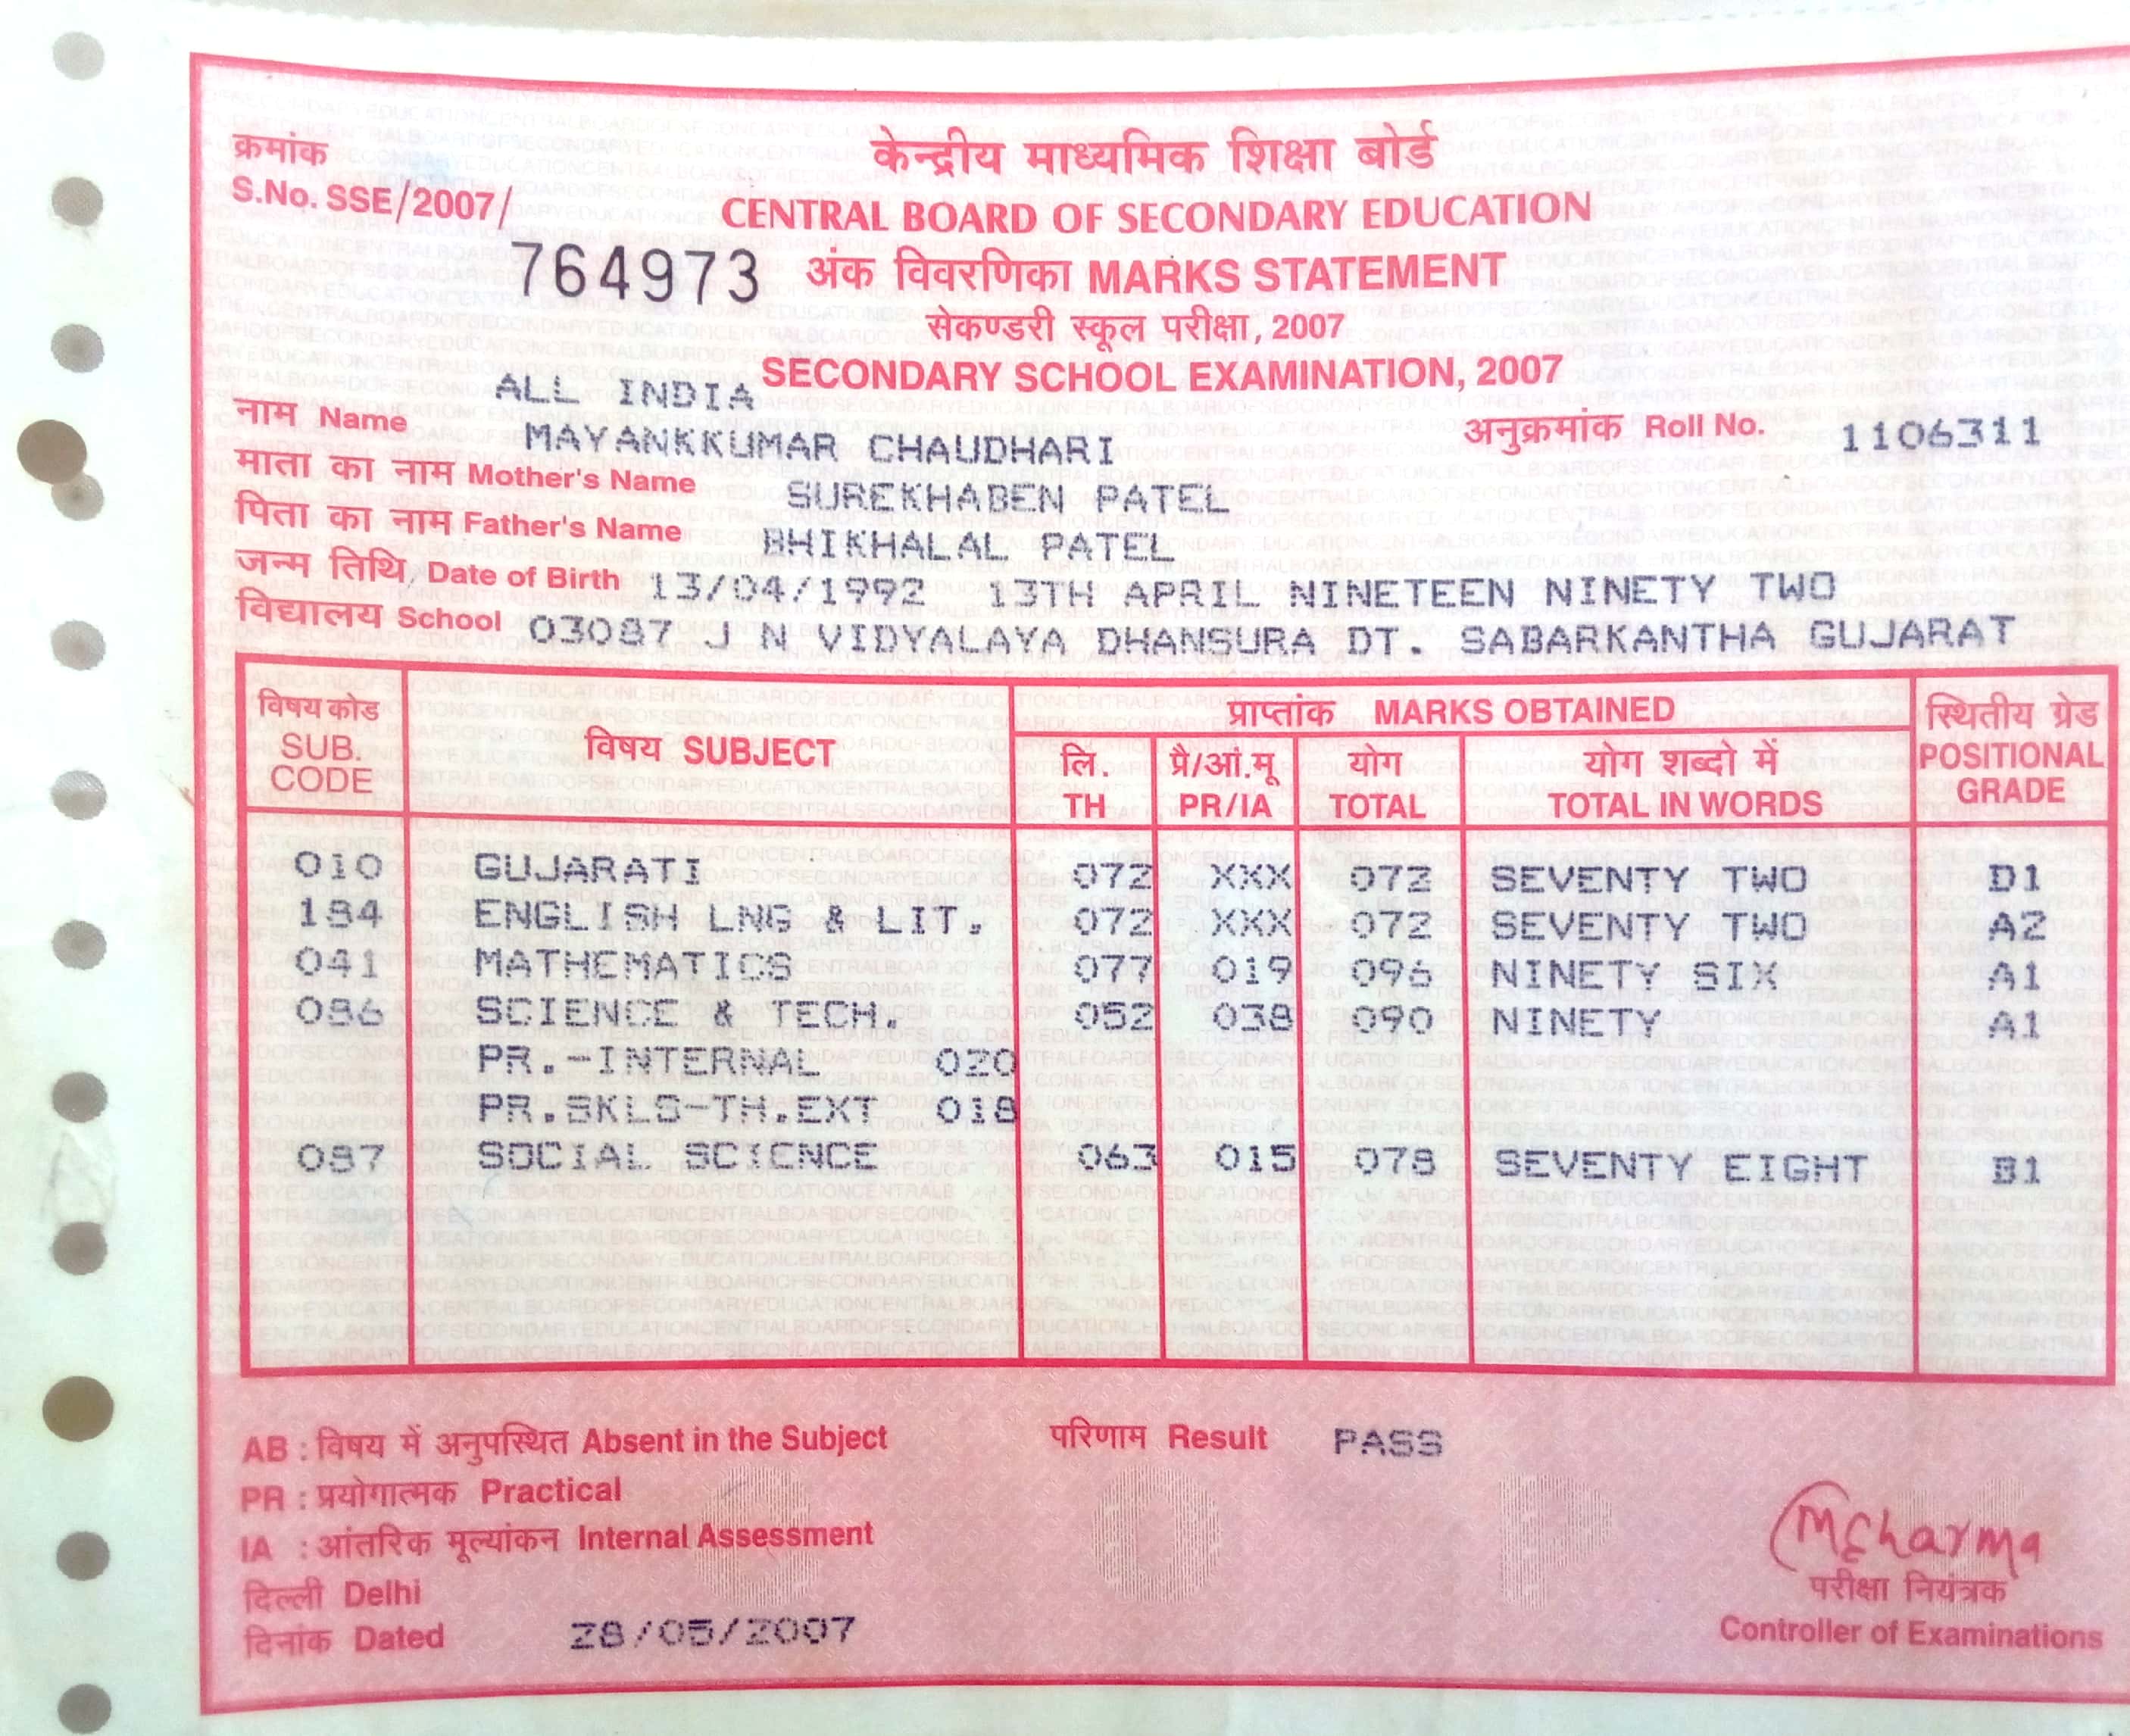 क्रमांक
S.No. SSE/2007/
764973
केन्द्रीय माध्यमिक शिक्षा बोर्ड
CENTRAL BOARD OF SECONDARY EDUCATION
अंक विवरणिका MARKS STATEMENT
सेकण्डरी स्कूल परीक्षा, 2007
ALL INDIA SECONDARY SCHOOL EXAMINATION, 2007
नाम Name MAYANKKUMAR CHAUDHARI अनुक्रमांक Roll No. 1106311
माता का नाम Mother's Name SUREKHABEN PATEL
पिता का नाम Father's Name BHIKHALAL PATEL
जन्म तिथि Date of Birth 13/04/1992 13TH APRIL NINETEEN NINETY TWO
विद्यालय School 03087 J N VIDYALAYA DHANSURA DT. SABARKANTHA GUJARAT
विषय कोड SUB. CODE विषय SUBJECT प्राप्तांक MARKS OBTAINED स्थितीय ग्रेड POSITIONAL GRADE
लि. TH प्रै/आं.मू PR/IA योग TOTAL योग शब्दो में TOTAL IN WORDS
010 GUJARATI 072 XXX 072 SEVENTY TWO D1
184 ENGLISH LNG & LIT. 072 XXX 072 SEVENTY TWO A2
041 MATHEMATICS 077 019 096 NINETY SIX A1
086 SCIENCE & TECH. 052 038 090 NINETY A1
PR.-INTERNAL 020
PR.SKLS-TH.EXT 018
087 SOCIAL SCIENCE 063 015 078 SEVENTY EIGHT B1
AB : विषय में अनुपस्थित Absent in the Subject परिणाम Result PASS
PR : प्रयोगात्मक Practical
IA : आंतरिक मूल्यांकन Internal Assessment
दिल्ली Delhi
दिनांक Dated 28/05/2007
MCharma
परीक्षा नियंत्रक
Controller of Examinations